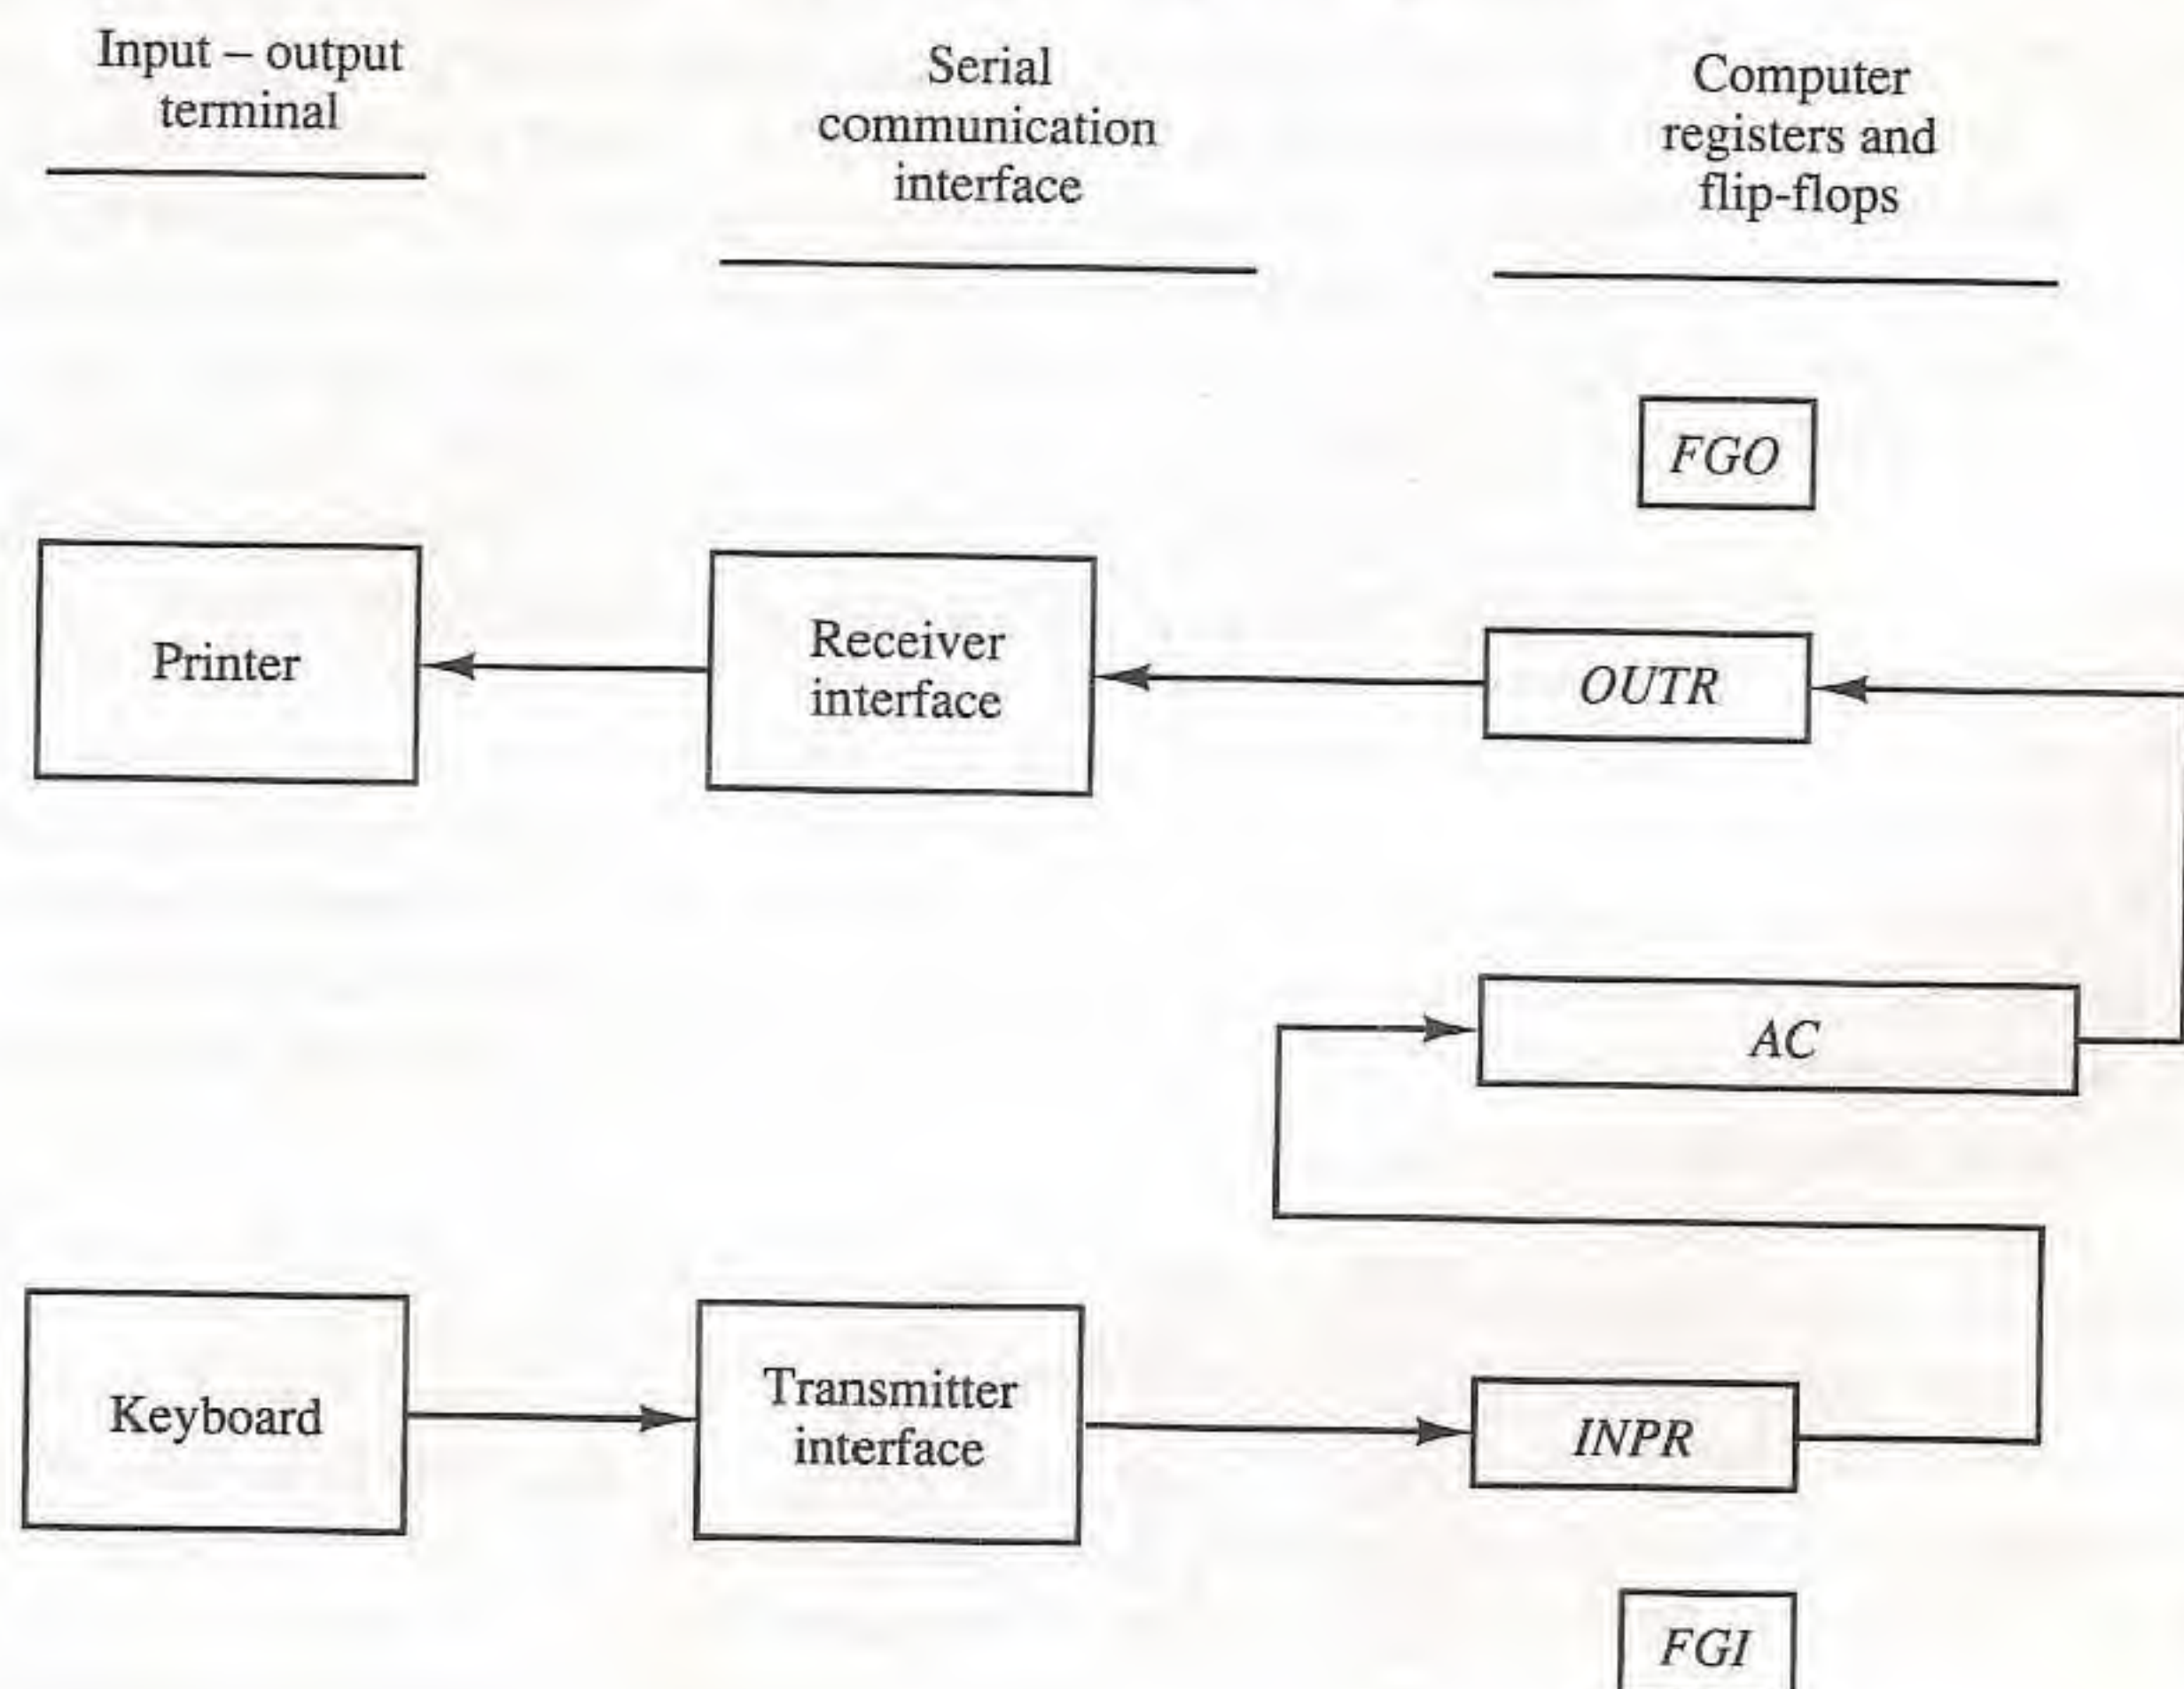 Input – output
terminal
Serial
communication
interface
Computer
registers and
flip-flops
FGO
Printer
Receiver
interface
OUTR
AC
Keyboard
Transmitter
interface
INPR
FGI